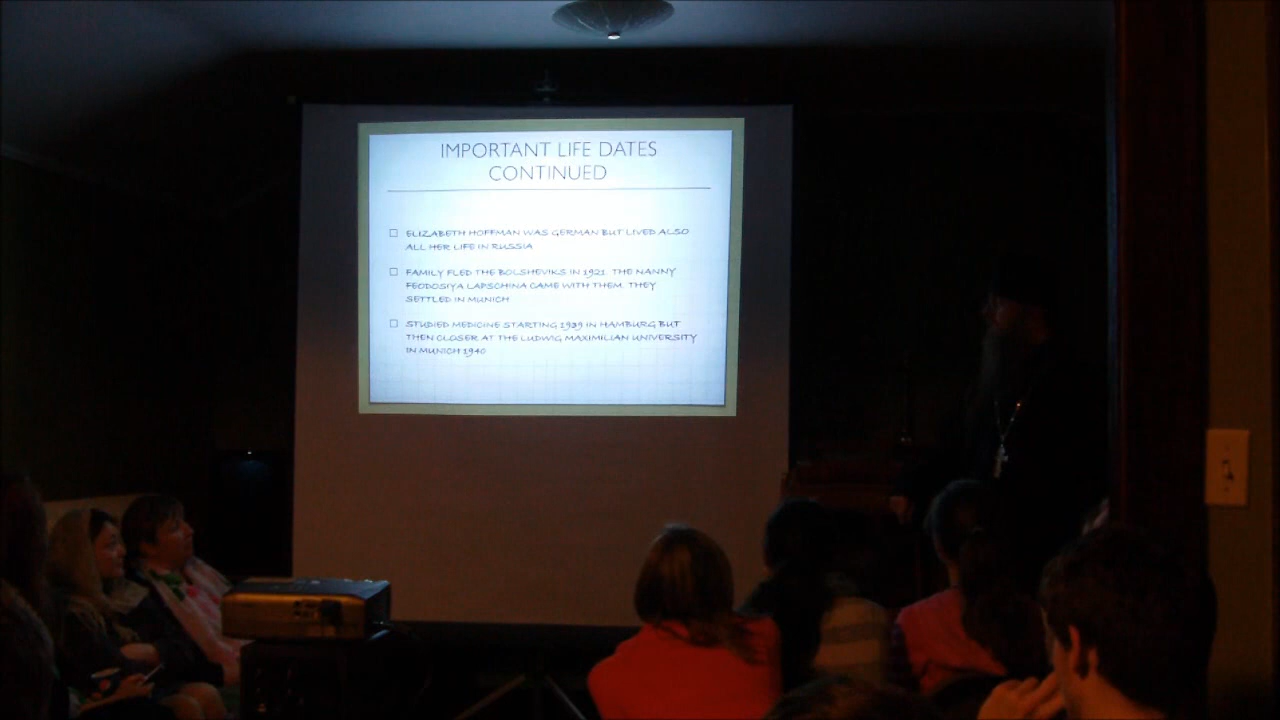 IMPORTANT LIFE DATES
CONTINUED
ELIZABETH HOFFMAN WAS GERMAN BUT LIVED ALSO
ALL HER LIFE IN RUSSIA
FAMILY FLED THE BOLSHEVIKS IN 1921. THE NANNY
FEODOSIYA LAPSCHINA CAME WITH THEM. THEY
SETTLED IN MUNICH
STUDIED MEDICINE STARTING 1939 IN HAMBURG BUT
THEN CLOSER AT THE LUDWIG MAXIMILIAN UNIVERSITY
IN MUNICH 1940